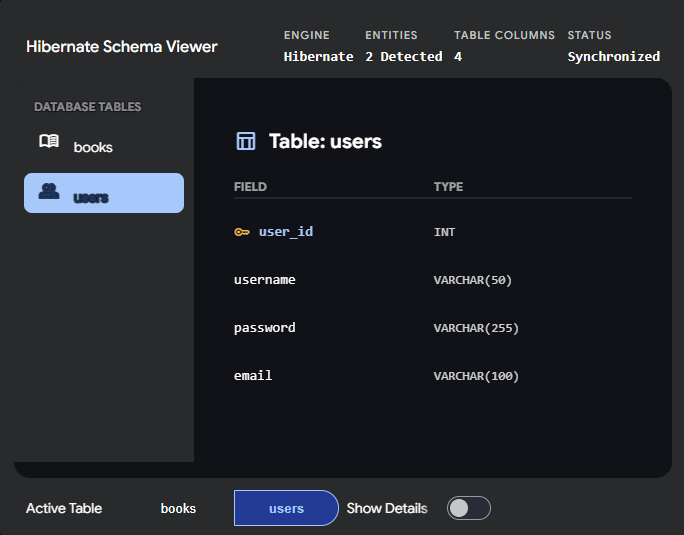 Hibernate Schema Viewer
ENGINE ENTITIES TABLE COLUMNS STATUS
Hibernate 2 Detected 4 Synchronized
DATABASE TABLES
books
users
Table: users
FIELD TYPE
user_id INT
username VARCHAR(50)
password VARCHAR(255)
email VARCHAR(100)
Active Table books users Show Details